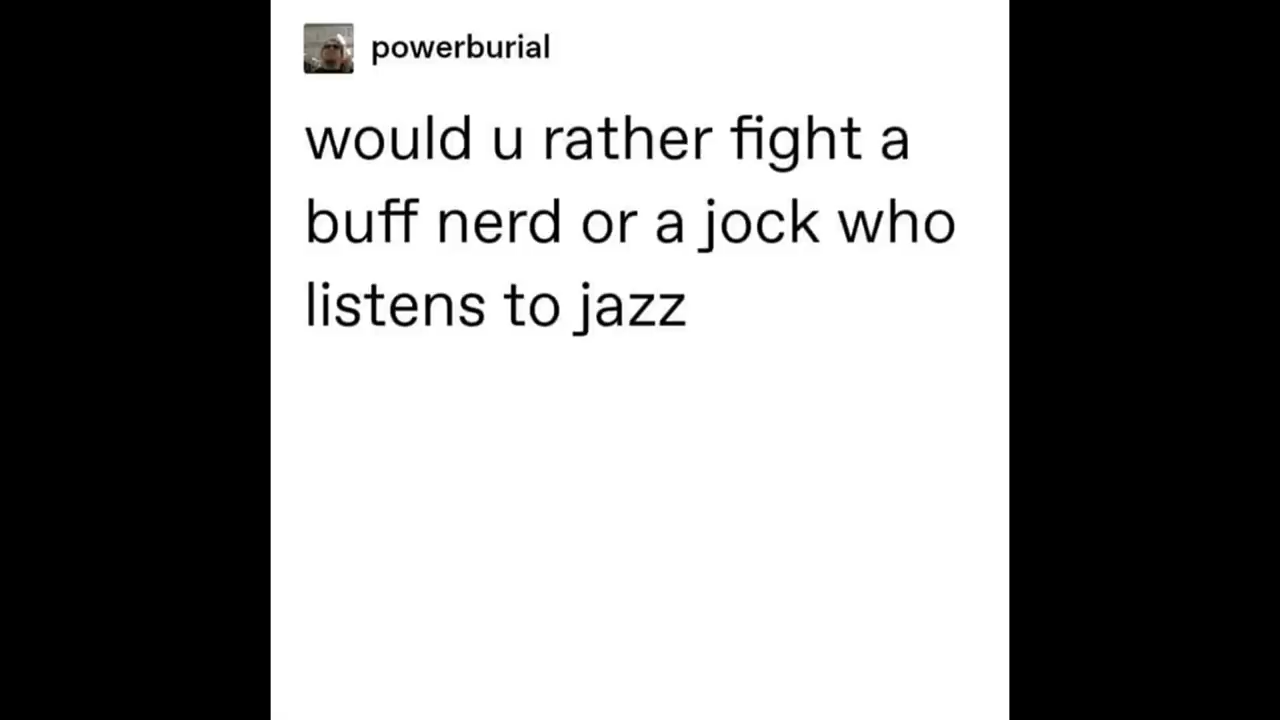 powerburial
would u rather fight a
buff nerd or a jock who
listens to jazz